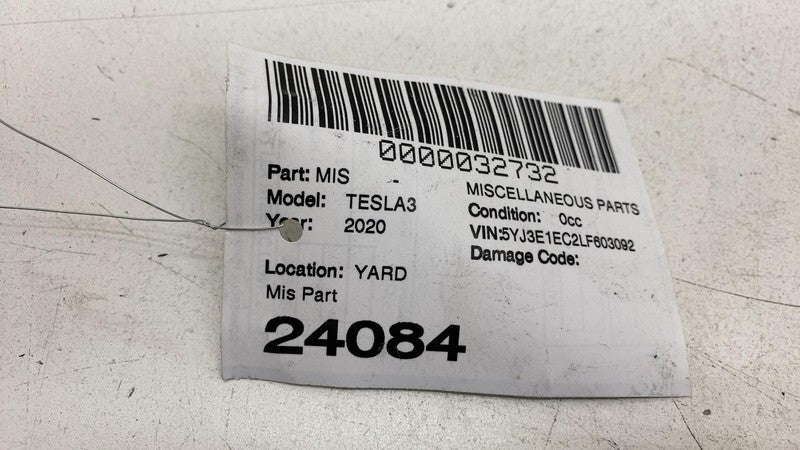 0000032732
Part: MIS - MISCELLANEOUS PARTS
Model: TESLA3 Condition: 0cc
Year: 2020 VIN:5YJ3E1EC2LF603092
Damage Code:
Location: YARD
Mis Part
24084